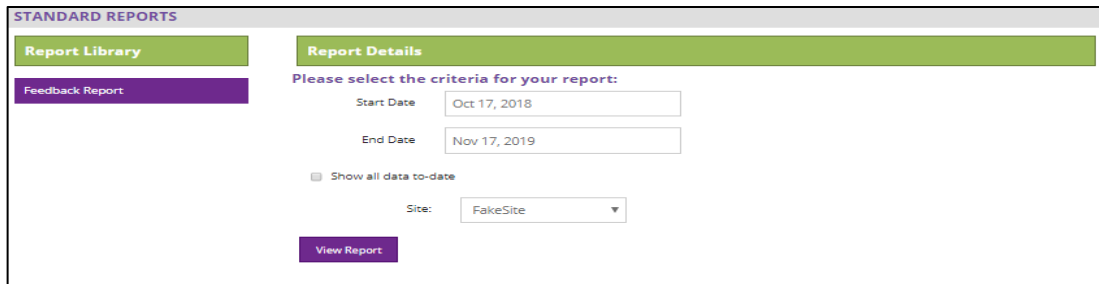 STANDARD REPORTS
Report Library
Feedback Report
Report Details
Please select the criteria for your report:
Start Date Oct 17, 2018
End Date Nov 17, 2019
Show all data to-date
Site: FakeSite
View Report